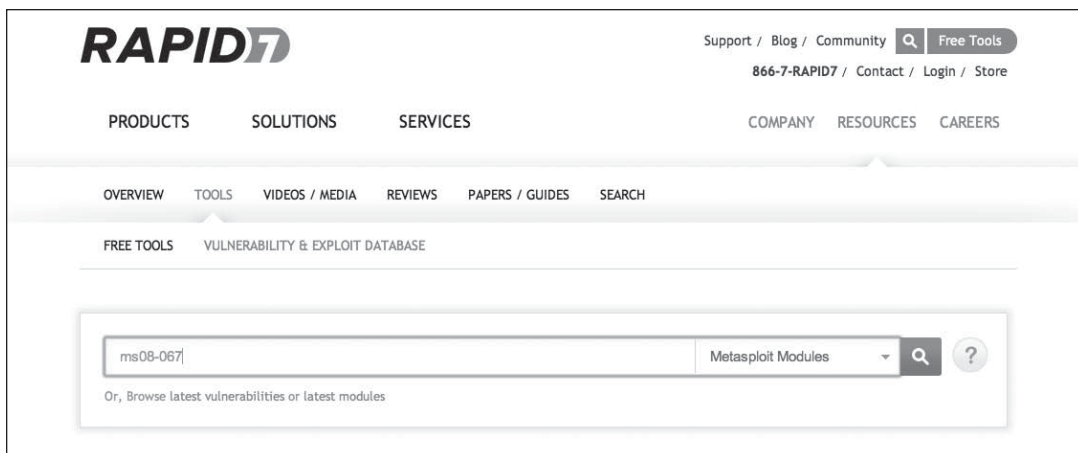 RAPID7
Support / Blog / Community Free Tools
866-7-RAPID7 / Contact / Login / Store
PRODUCTS SOLUTIONS SERVICES COMPANY RESOURCES CAREERS
OVERVIEW TOOLS VIDEOS / MEDIA REVIEWS PAPERS / GUIDES SEARCH
FREE TOOLS VULNERABILITY & EXPLOIT DATABASE
ms08-067 Metasploit Modules ?
Or, Browse latest vulnerabilities or latest modules